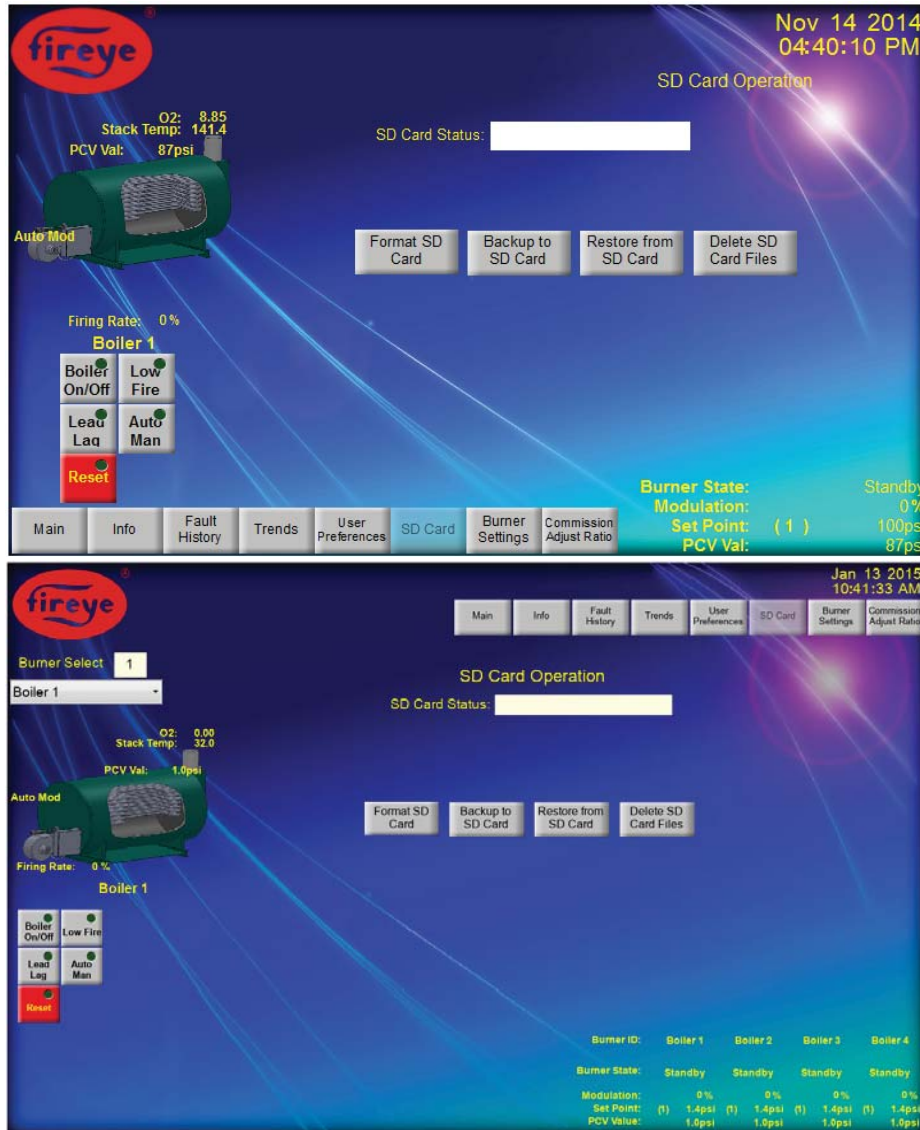 fireye ®
Nov 14 2014
04:40:10 PM
SD Card Operation
O2: 8.85
Stack Temp: 141.4
PCV Val: 87psi
SD Card Status:
Auto Mod
Format SD
Card
Backup to
SD Card
Restore from
SD Card
Delete SD
Card Files
Firing Rate: 0%
Boiler 1
Boiler
On/Off
Low
Fire
Lead
Lag
Auto
Man
Reset
Burner State: Standby
Modulation: 0%
Set Point: (1) 100ps
PCV Val: 87ps
Main
Info
Fault
History
Trends
User
Preferences
SD Card
Burner
Settings
Commission
Adjust Ratio
fireye ®
Jan 13 2015
10:41:33 AM
Main
Info
Fault
History
Trends
User
Preferences
SD Card
Burner
Settings
Commission
Adjust Ratio
Burner Select 1
Boiler 1
SD Card Operation
SD Card Status:
O2: 0.00
Stack Temp: 32.0
PCV Val: 1.0psi
Auto Mod
Format SD
Card
Backup to
SD Card
Restore from
SD Card
Delete SD
Card Files
Firing Rate: 0%
Boiler 1
Boiler
On/Off
Low Fire
Lead
Lag
Auto
Man
Reset
Burner ID: Boiler 1 Boiler 2 Boiler 3 Boiler 4
Burner State: Standby Standby Standby Standby
Modulation: 0% 0% 0% 0%
Set Point: (1) 1.4psi (1) 1.4psi (1) 1.4psi (1) 1.4psi
PCV Value: 1.0psi 1.0psi 1.0psi 1.0psi